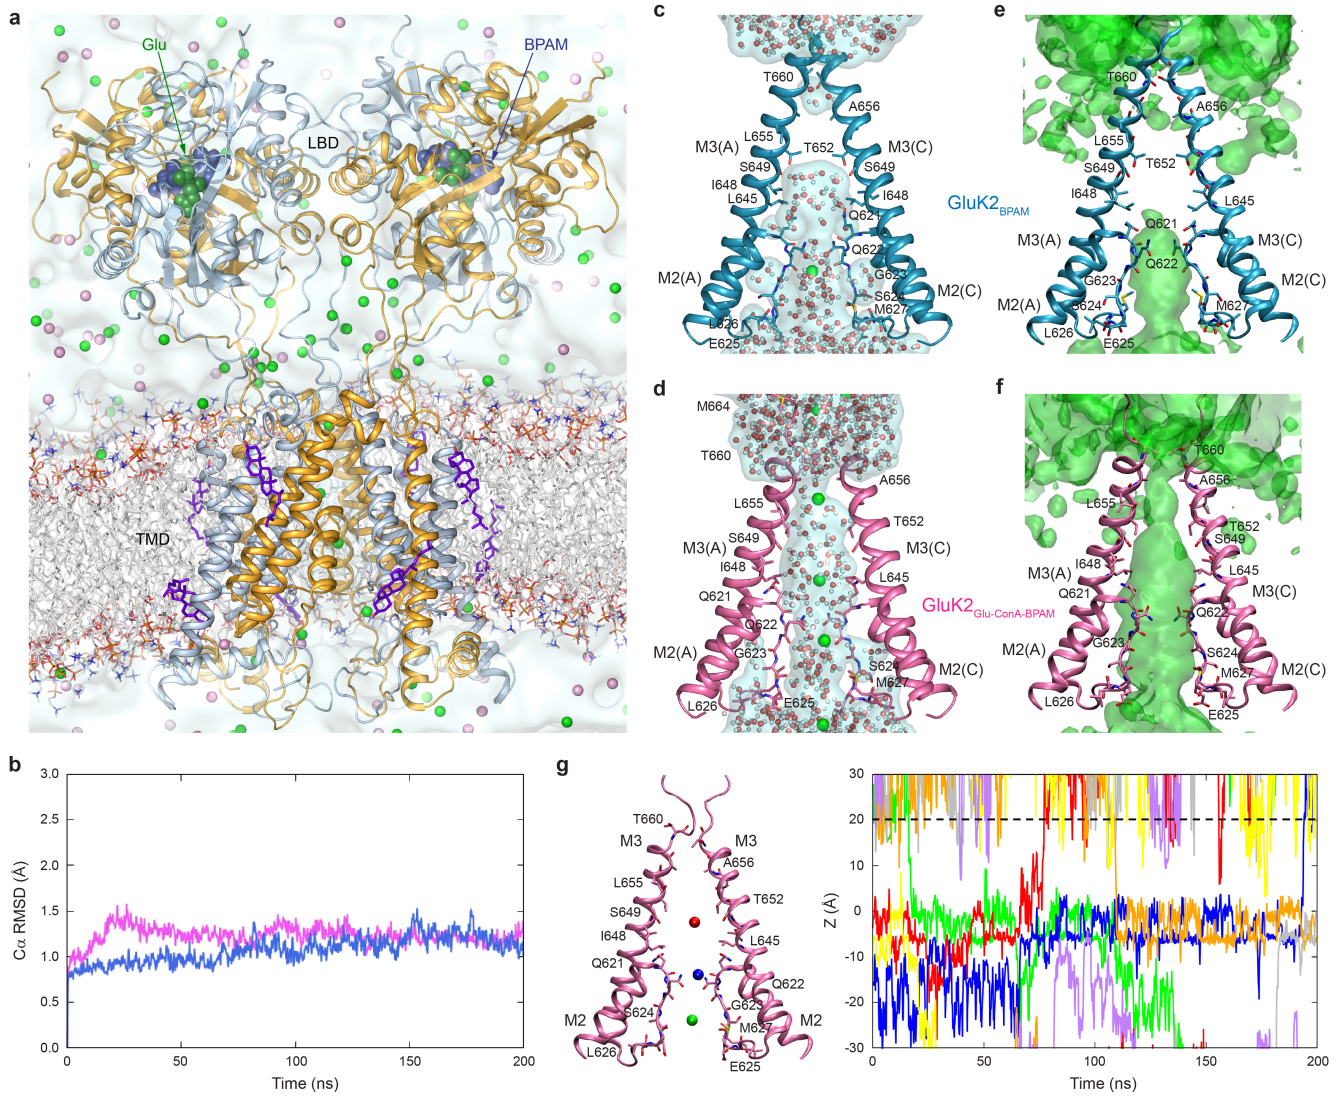 a
Glu
BPAM
LBD
TMD
c
T660
A656
L655
T652
M3(A)
M3(C)
S649
S649
I648
I648
L645
Q621
Q622
M2(A)
G623
S624
M2(C)
M627
L626
E625
GluK2BPAM
e
T660
A656
L655
M3(A)
T652
S649
I648
L645
Q621
M3(A)
M3(C)
Q622
G623
M2(C)
S624
M2(A)
M627
L626
E625
d
M664
T660
A656
L655
T652
S649
M3(A)
M3(C)
I648
L645
Q621
Q622
G623
S624
M2(A)
M2(C)
M627
L626
E625
GluK2Glu-ConA-BPAM
f
T660
A656
L655
T652
S649
I648
M3(A)
L645
Q621
M3(C)
Q622
G623
S624
M2(A)
M2(C)
M627
L626
E625
b
3.0
2.5
2.0
1.5
1.0
0.5
0.0
Cα RMSD (Å)
0 50 100 150 200
Time (ns)
g
T660
M3
M3
A656
L655
T652
S649
I648
L645
Q621
Q622
S624
G623
M2
M627
M2
L626
E625
30
20
10
0
-10
-20
-30
Z (Å)
0 50 100 150 200
Time (ns)